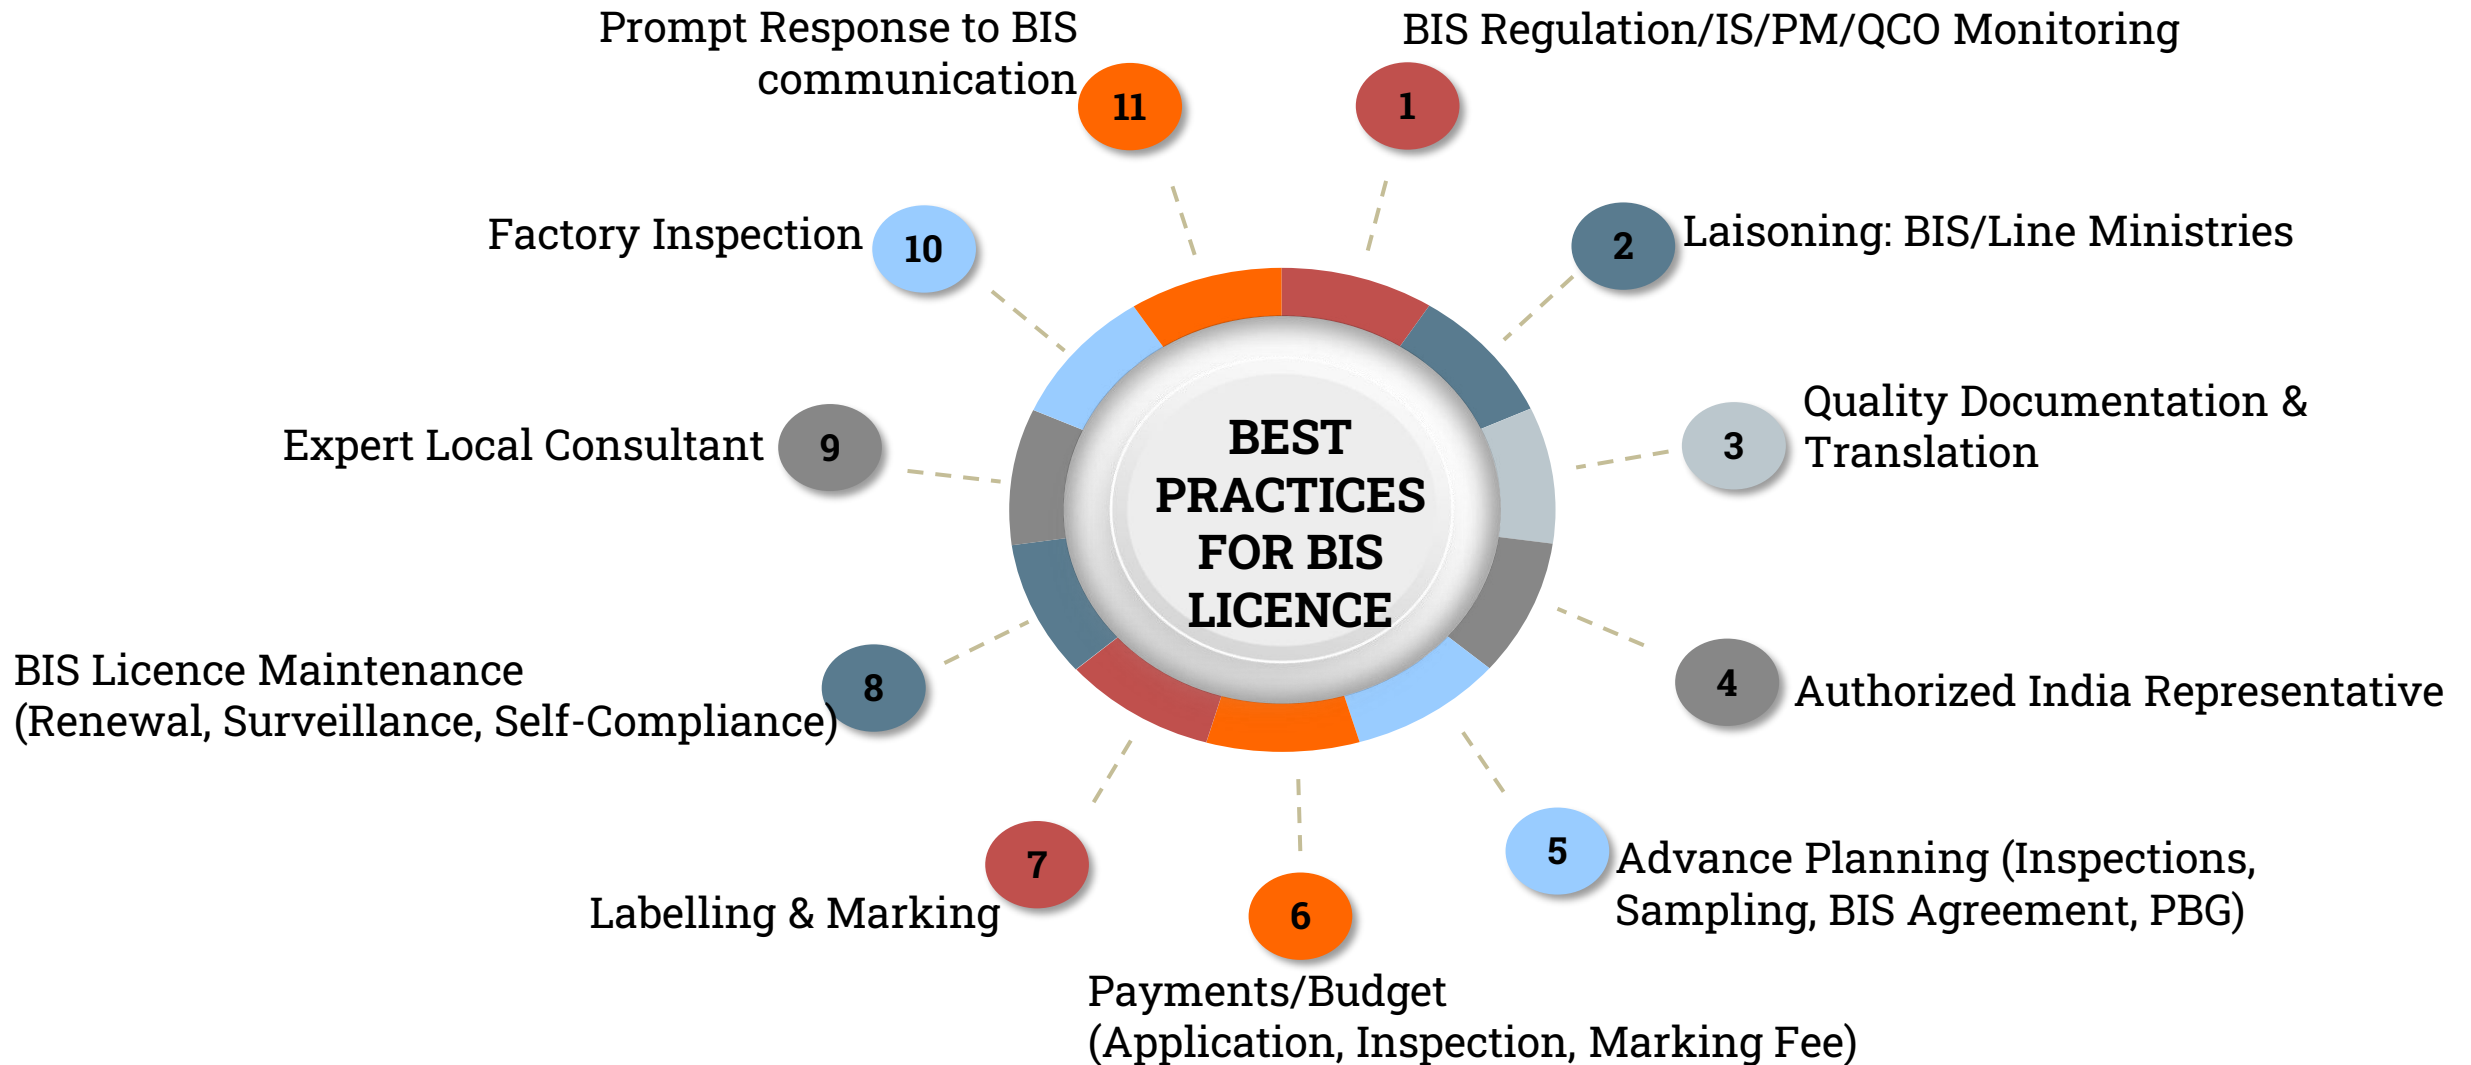 BEST
PRACTICES
FOR BIS
LICENCE
1
BIS Regulation/IS/PM/QCO Monitoring
2
Laisoning: BIS/Line Ministries
3
Quality Documentation &
Translation
4
Authorized India Representative
5
Advance Planning (Inspections,
Sampling, BIS Agreement, PBG)
6
Payments/Budget
(Application, Inspection, Marking Fee)
7
Labelling & Marking
8
BIS Licence Maintenance
(Renewal, Surveillance, Self-Compliance)
9
Expert Local Consultant
10
Factory Inspection
11
Prompt Response to BIS
communication